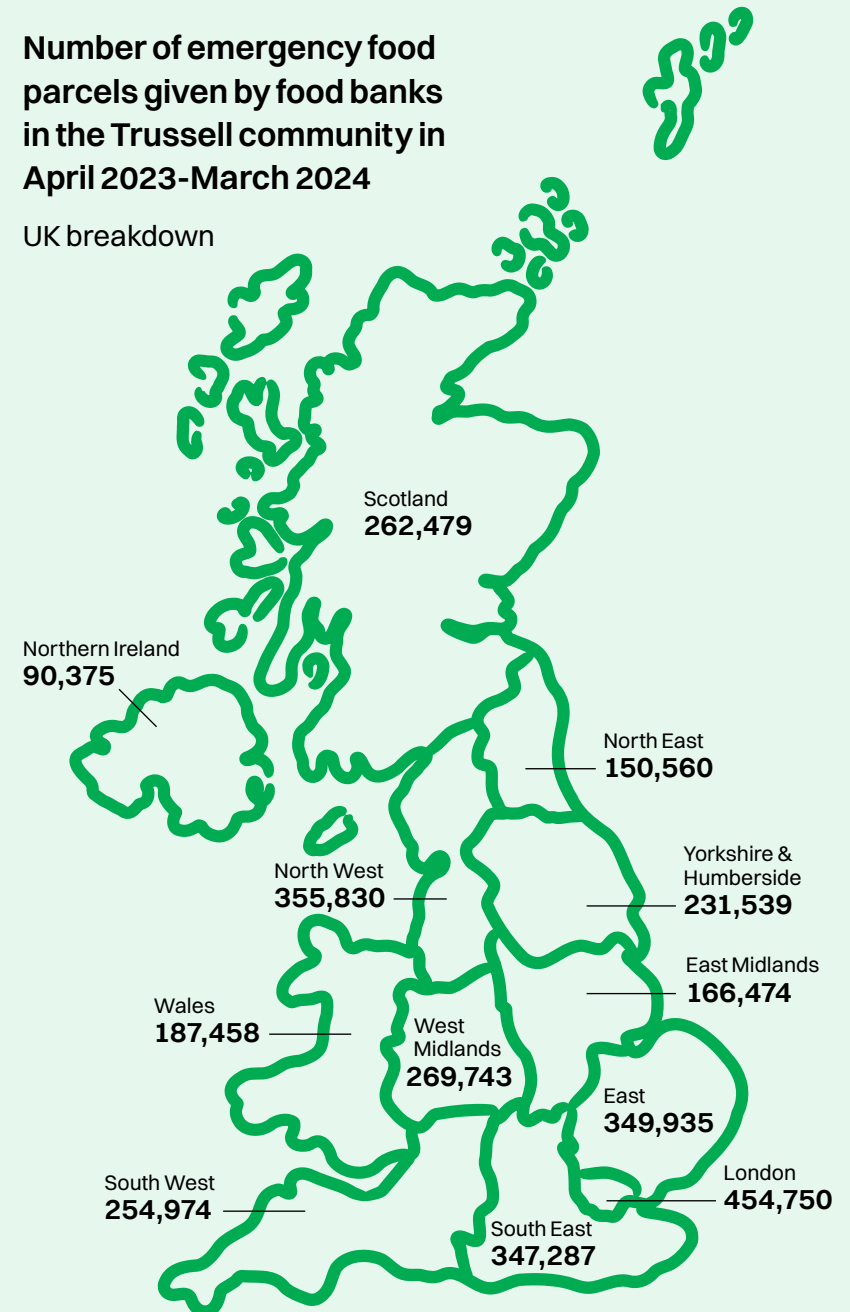 Number of emergency food
parcels given by food banks
in the Trussell community in
April 2023-March 2024
UK breakdown
Scotland
262,479
Northern Ireland
90,375
North East
150,560
Yorkshire &
Humberside
231,539
North West
355,830
East Midlands
166,474
Wales
187,458
West
Midlands
269,743
East
349,935
London
454,750
South West
254,974
South East
347,287